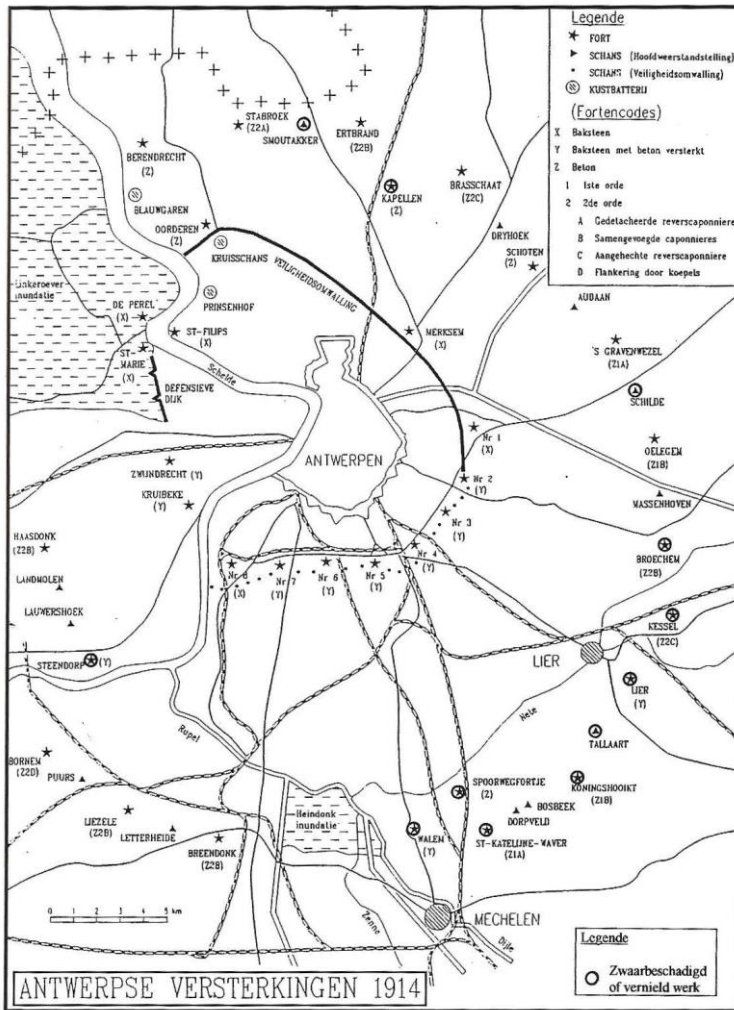 Legende
FORT
SCHANS (Hoofdweerstandstelling)
SCHANS (Veiligheidsomwalling)
KUSTBATTERIJ
(Fortencodes)
X Baksteen
Y Baksteen met beton versterkt
Z Beton
1 1ste orde
2 2de orde
A Gedetacheerde reverscaponniere
B Samengevoegde caponnieres
C Aangehechte reverscaponniere
D Flankering door koepels
STABROEK
(Z2A)
SMOUTAKKER
ERTBRAND
(Z2B)
BERENDRECHT
(Z)
BRASSCHAAT
(Z2C)
KAPELLEN
(Z)
BLAUWGAREN
OORDEREN
(Z)
DRYHOEK
KRUISSCHANS
SCHOTEN
(Z)
VEILIGHEIDSOMWALLING
Linkeroever
inundatie
PRINSENHOF
DE PEREL
(X)
AUDAAN
ST-FILIPS
(X)
MERKSEM
(X)
'S GRAVENWEZEL
(Z1A)
ST-
MARIE
(X)
Schelde
DEFENSIEVE
DIJK
SCHILDE
Nr 1
(X)
OELEGEM
(Z1B)
ANTWERPEN
ZWIJNDRECHT (Y)
Nr 2
(Y)
KRUIBEKE
(Y)
MASSENHOVEN
Nr 3
(Y)
HAASDONK
(Z2B)
Nr 4
(Y)
BROECHEM
(Z2B)
Nr 8
(X)
Nr 7
(Y)
Nr 6
(Y)
Nr 5
(Y)
LANDMOLEN
LAUWERSHOEK
KESSEL
(Z2C)
STEENDORP (Y)
LIER
LIER
(Y)
Nete
Rupel
TALLAART
BORNEM
(Z2D)
PUURS
SPOORWEGFORTJE
(Z)
KONINGSHOOIKT
(Z1B)
BOSBEEK
DORPVELD
LIEZELE
(Z2B)
Heindonk
inundatie
LETTERHEIDE
BREENDONK
(Z2B)
WALEM
(Y)
ST-KATELIJNE-WAVER
(Z1A)
0 1 2 3 4 5 km
Zenne
MECHELEN
Dijle
Legende
Zwaarbeschadigd
of vernield werk
ANTWERPSE VERSTERKINGEN 1914